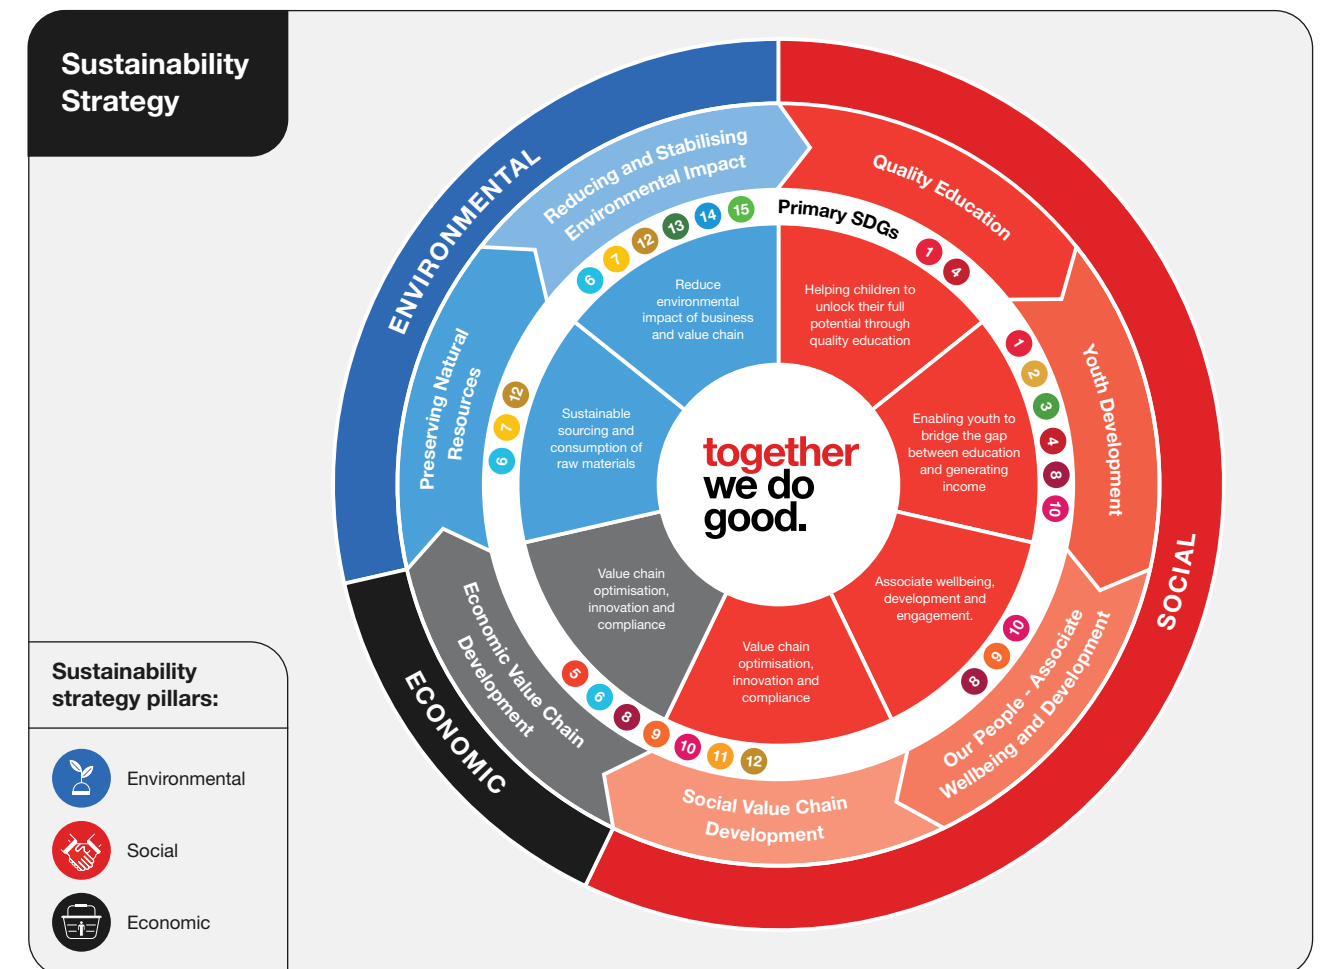 Sustainability
Strategy
ENVIRONMENTAL
SOCIAL
ECONOMIC
Reducing and Stabilising
Environmental Impact
Quality Education
Youth Development
Our People - Associate
Wellbeing and Development
Social Value Chain
Development
Economic Value Chain
Development
Preserving Natural
Resources
Primary SDGs
1
4
1
2
3
4
8
10
10
9
8
12
11
10
9
8
6
5
6
7
12
6
7
12
13
14
15
Reduce
environmental
impact of business
and value chain
Helping children to
unlock their full
potential through
quality education
Enabling youth to
bridge the gap
between education
and generating
income
Associate wellbeing,
development and
engagement.
Value chain
optimisation,
innovation and
compliance
Value chain
optimisation,
innovation and
compliance
Sustainable
sourcing and
consumption of
raw materials
together
we do
good.
Sustainability
strategy pillars:
Environmental
Social
Economic